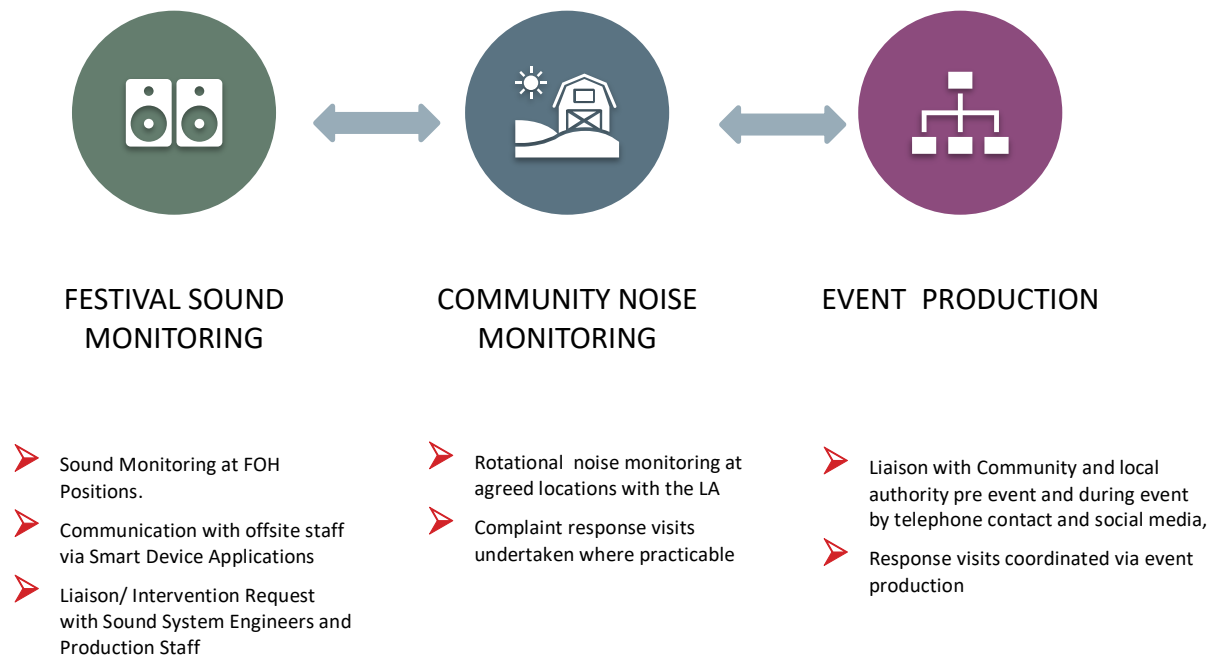 FESTIVAL SOUND
MONITORING
Sound Monitoring at FOH
Positions.
Communication with offsite staff
via Smart Device Applications
Liaison/ Intervention Request
with Sound System Engineers and
Production Staff
COMMUNITY NOISE
MONITORING
Rotational  noise monitoring at
agreed locations with the LA
Complaint response visits
undertaken where practicable
EVENT  PRODUCTION
Liaison with Community and local
authority pre event and during event
by telephone contact and social media,
Response visits coordinated via event
production